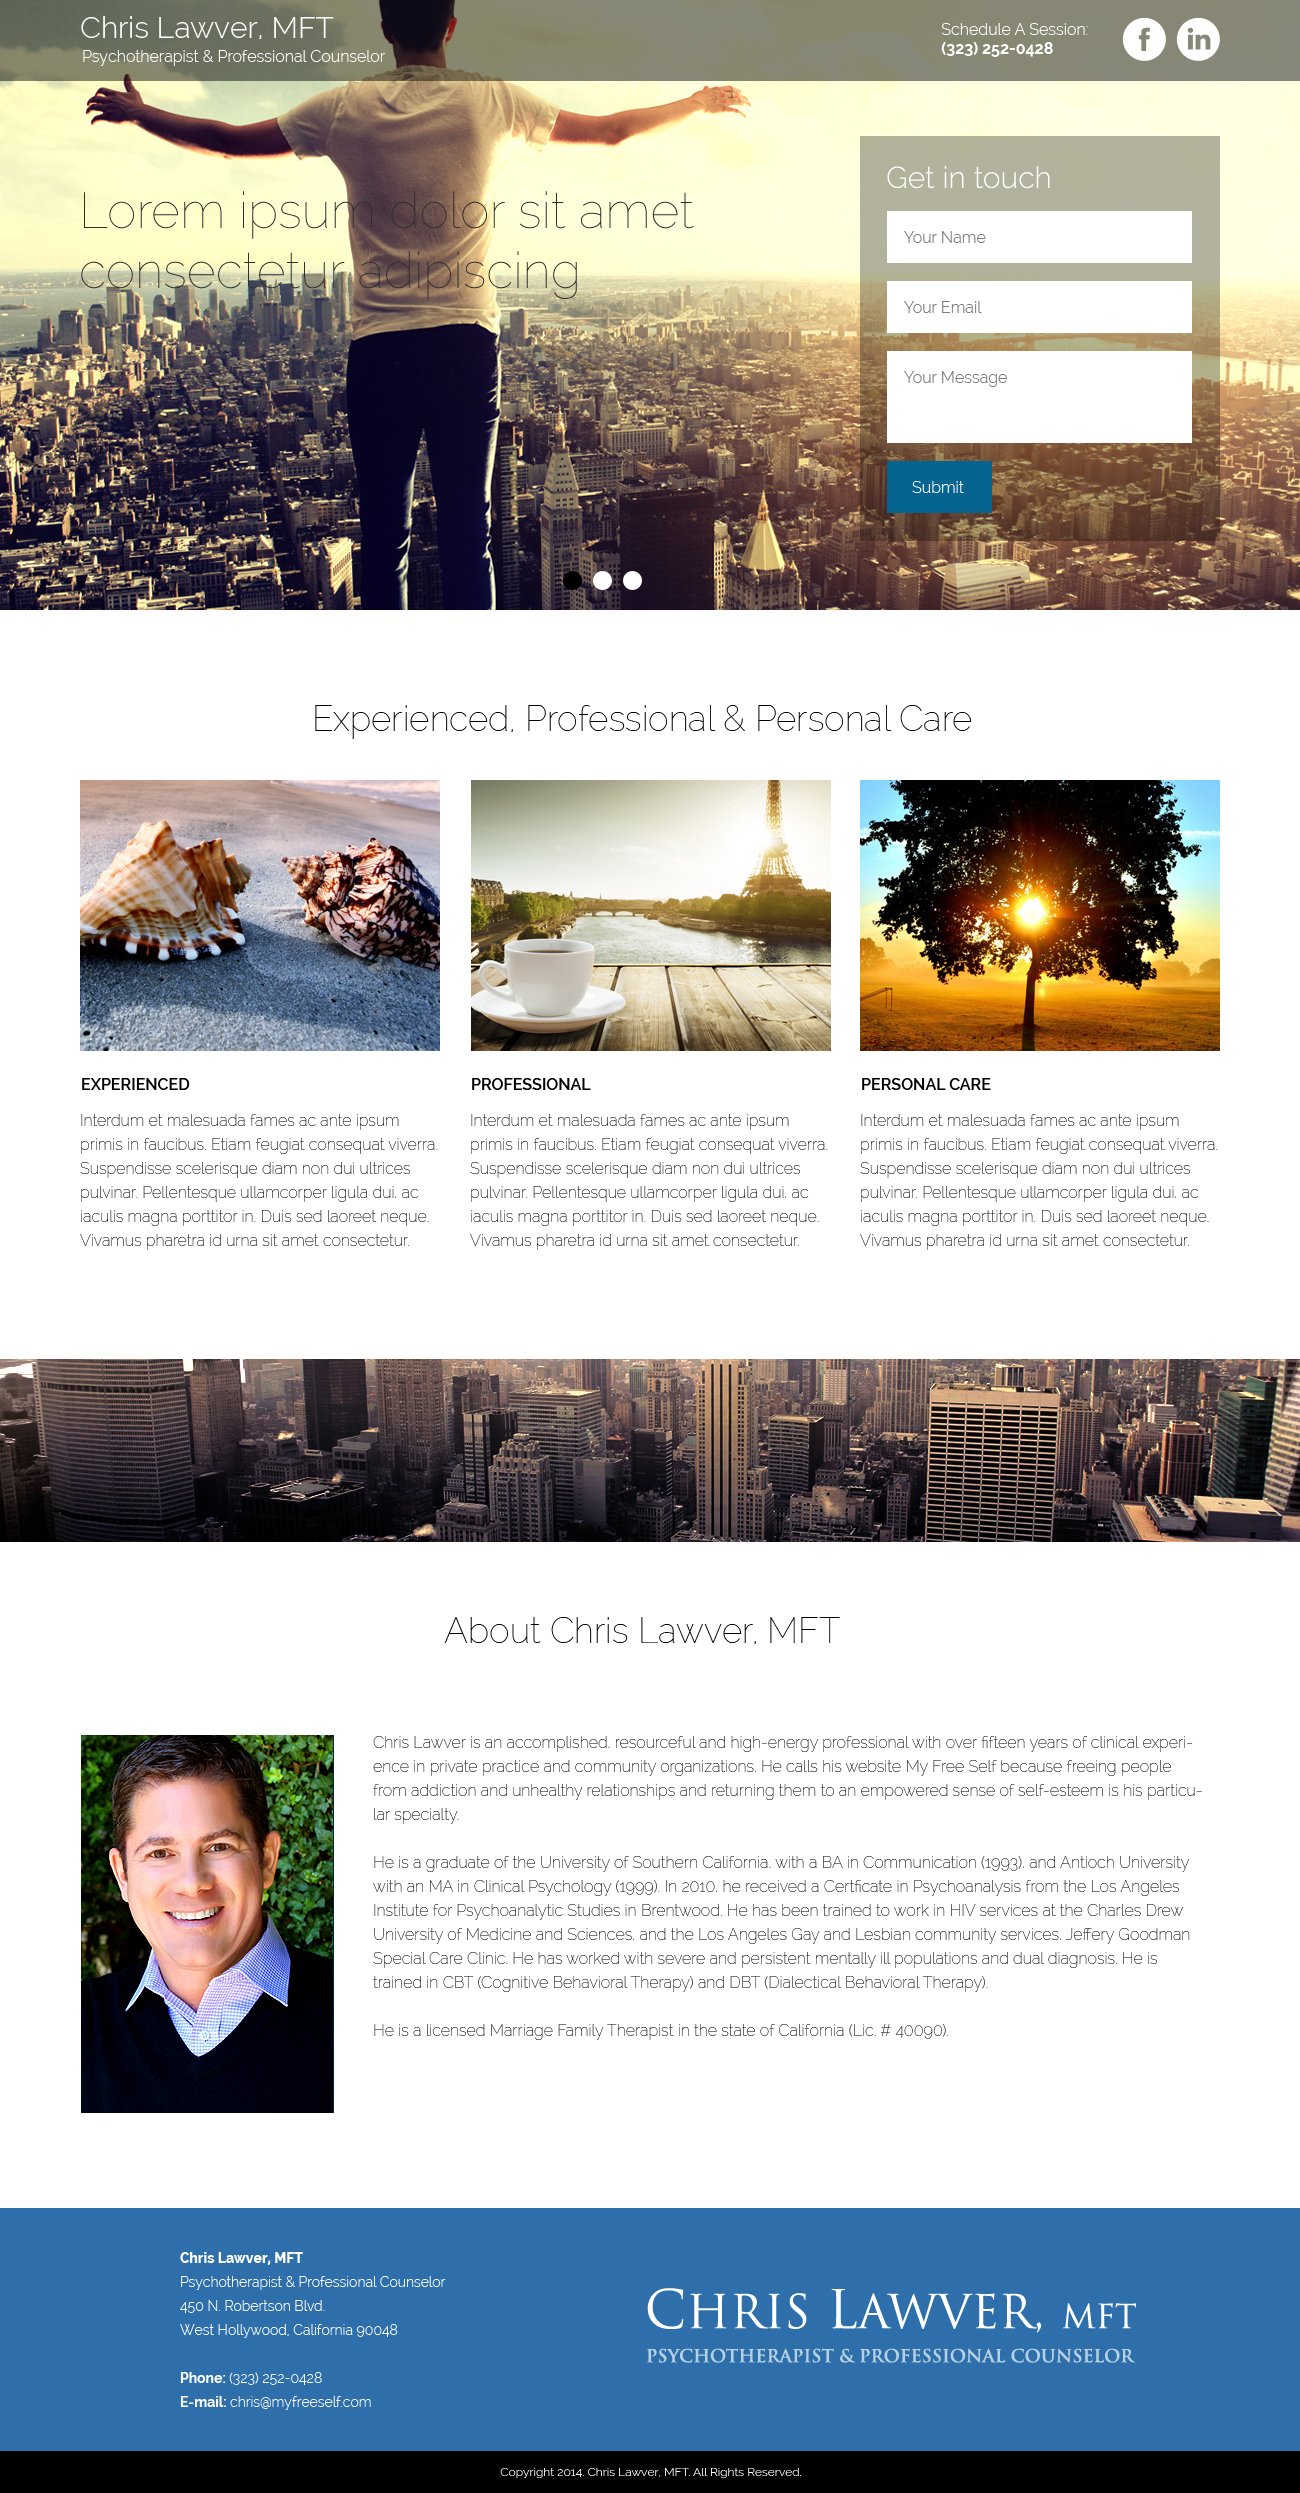 Chris Lawver, MFT
Psychotherapist & Professional Counselor
Schedule A Session:
(323) 252-0428
f
in
Lorem ipsum dolor sit amet
consectetur adipiscing
Get in touch
Your Name
Your Email
Your Message
Submit
Experienced, Professional & Personal Care
EXPERIENCED
Interdum et malesuada fames ac ante ipsum
primis in faucibus. Etiam feugiat consequat viverra.
Suspendisse scelerisque diam non dui ultrices
pulvinar. Pellentesque ullamcorper ligula dui, ac
iaculis magna porttitor in. Duis sed laoreet neque.
Vivamus pharetra id urna sit amet consectetur.
PROFESSIONAL
Interdum et malesuada fames ac ante ipsum
primis in faucibus. Etiam feugiat consequat viverra.
Suspendisse scelerisque diam non dui ultrices
pulvinar. Pellentesque ullamcorper ligula dui, ac
iaculis magna porttitor in. Duis sed laoreet neque.
Vivamus pharetra id urna sit amet consectetur.
PERSONAL CARE
Interdum et malesuada fames ac ante ipsum
primis in faucibus. Etiam feugiat consequat viverra.
Suspendisse scelerisque diam non dui ultrices
pulvinar. Pellentesque ullamcorper ligula dui, ac
iaculis magna porttitor in. Duis sed laoreet neque.
Vivamus pharetra id urna sit amet consectetur.
About Chris Lawver, MFT
Chris Lawver is an accomplished, resourceful and high-energy professional with over fifteen years of clinical experi-
ence in private practice and community organizations. He calls his website My Free Self because freeing people
from addiction and unhealthy relationships and returning them to an empowered sense of self-esteem is his particu-
lar specialty.
He is a graduate of the University of Southern California, with a BA in Communication (1993), and Antioch University
with an MA in Clinical Psychology (1999). In 2010, he received a Certficate in Psychoanalysis from the Los Angeles
Institute for Psychoanalytic Studies in Brentwood. He has been trained to work in HIV services at the Charles Drew
University of Medicine and Sciences, and the Los Angeles Gay and Lesbian community services, Jeffery Goodman
Special Care Clinic. He has worked with severe and persistent mentally ill populations and dual diagnosis. He is
trained in CBT (Cognitive Behavioral Therapy) and DBT (Dialectical Behavioral Therapy).
He is a licensed Marriage Family Therapist in the state of California (Lic. # 40090).
Chris Lawver, MFT
Psychotherapist & Professional Counselor
450 N. Robertson Blvd.
West Hollywood, California 90048
Phone: (323) 252-0428
E-mail: chris@myfreeself.com
CHRIS LAWVER, MFT
PSYCHOTHERAPIST & PROFESSIONAL COUNSELOR
Copyright 2014. Chris Lawver, MFT. All Rights Reserved.